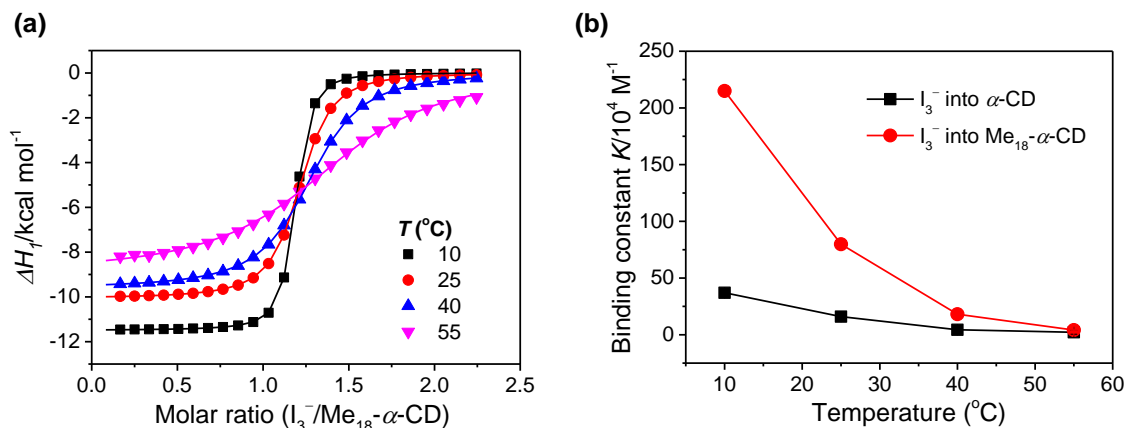 (a)
0
-2
-4
-6
-8
-10
-12
ΔH₁/kcal mol⁻¹
T (°C)
10
25
40
55
0.0 0.5 1.0 1.5 2.0 2.5
Molar ratio (I₃⁻/Me₁₈-α-CD)
(b)
250
200
150
100
50
0
Binding constant K/10⁴ M⁻¹
I₃⁻ into α-CD
I₃⁻ into Me₁₈-α-CD
10 20 30 40 50 60
Temperature (°C)